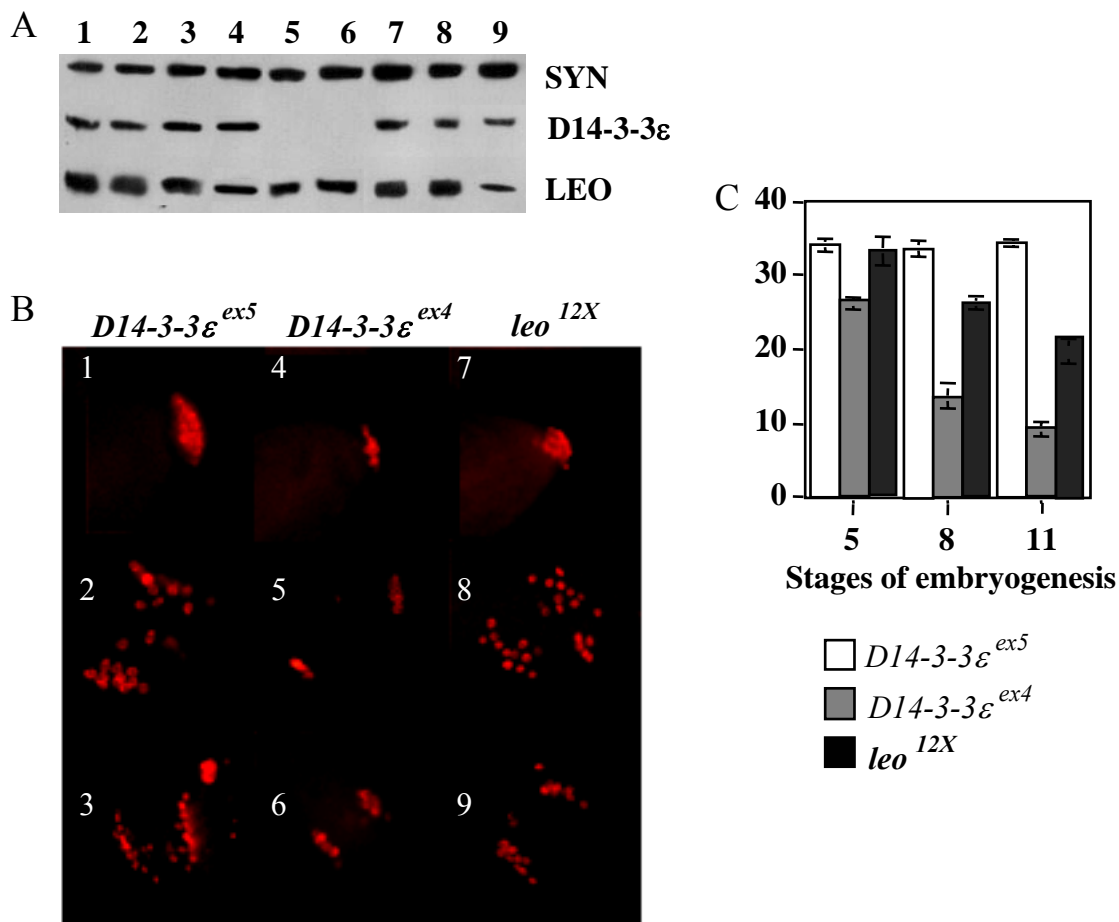 A
1 2 3 4 5 6 7 8 9
SYN
D14-3-3ε
LEO
B
D14-3-3ε ex5 D14-3-3ε ex4 leo 12X
1 4 7
2 5 8
3 6 9
C
40
30
20
10
0
5 8 11
Stages of embryogenesis
D14-3-3ε ex5
D14-3-3ε ex4
leo 12X